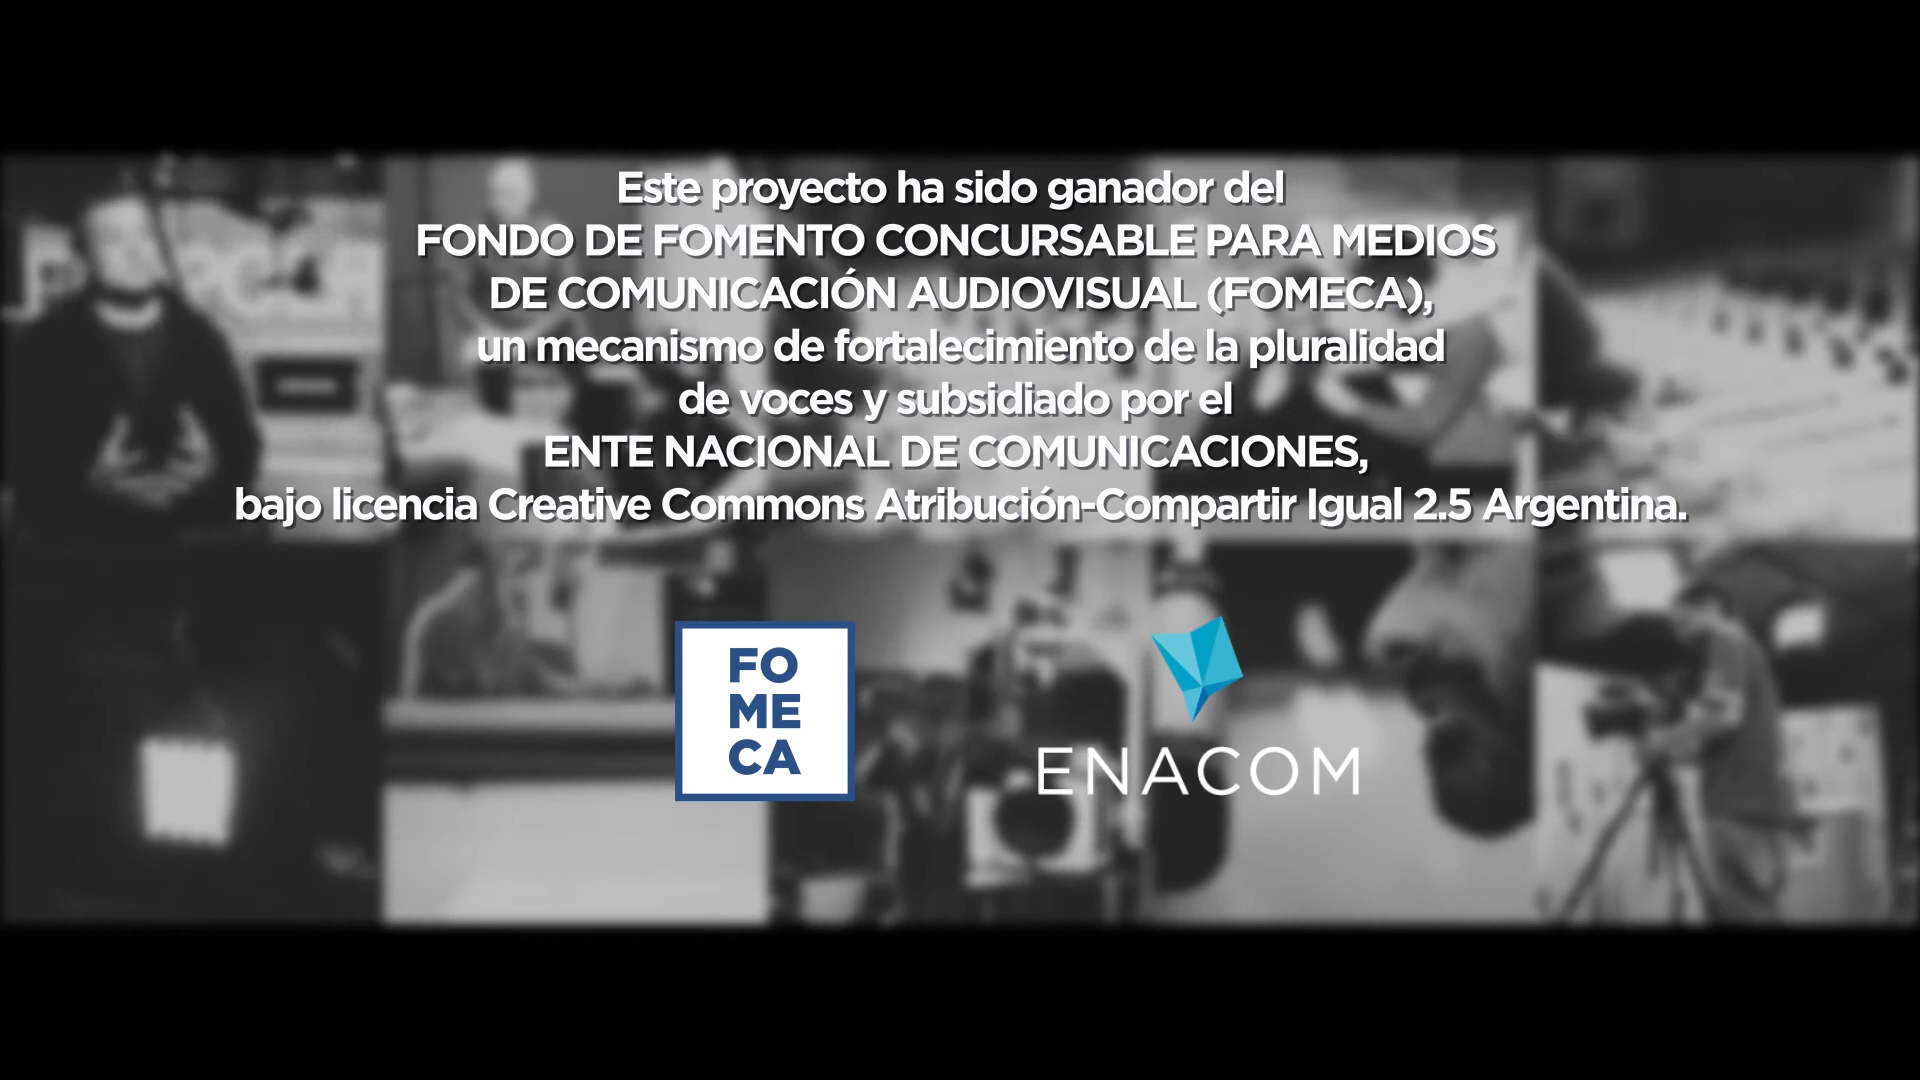 Este proyecto ha sido ganador del
FONDO DE FOMENTO CONCURSABLE PARA MEDIOS
DE COMUNICACIÓN AUDIOVISUAL (FOMECA),
un mecanismo de fortalecimiento de la pluralidad
de voces y subsidiado por el
ENTE NACIONAL DE COMUNICACIONES,
bajo licencia Creative Commons Atribución-Compartir Igual 2.5 Argentina.
FO
ME
CA
ENACOM